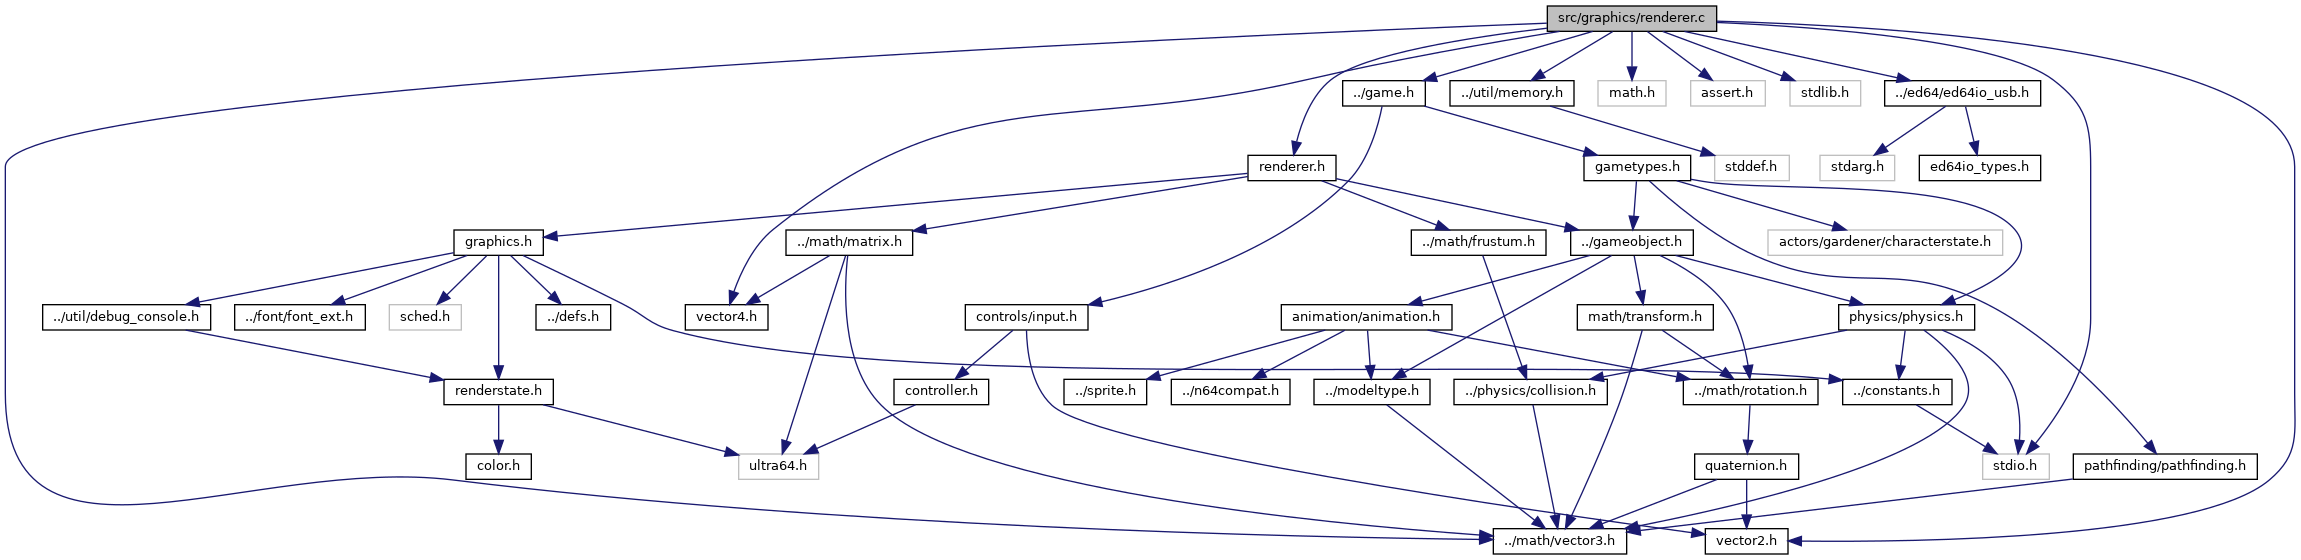 src/graphics/renderer.c
../game.h
../util/memory.h
math.h
assert.h
stdlib.h
../ed64/ed64io_usb.h
renderer.h
gametypes.h
stddef.h
stdarg.h
ed64io_types.h
graphics.h
../math/matrix.h
../math/frustum.h
../gameobject.h
actors/gardener/characterstate.h
../util/debug_console.h
../font/font_ext.h
sched.h
../defs.h
vector4.h
controls/input.h
animation/animation.h
math/transform.h
physics/physics.h
renderstate.h
controller.h
../sprite.h
../n64compat.h
../modeltype.h
../physics/collision.h
../math/rotation.h
../constants.h
color.h
ultra64.h
quaternion.h
stdio.h
pathfinding/pathfinding.h
../math/vector3.h
vector2.h